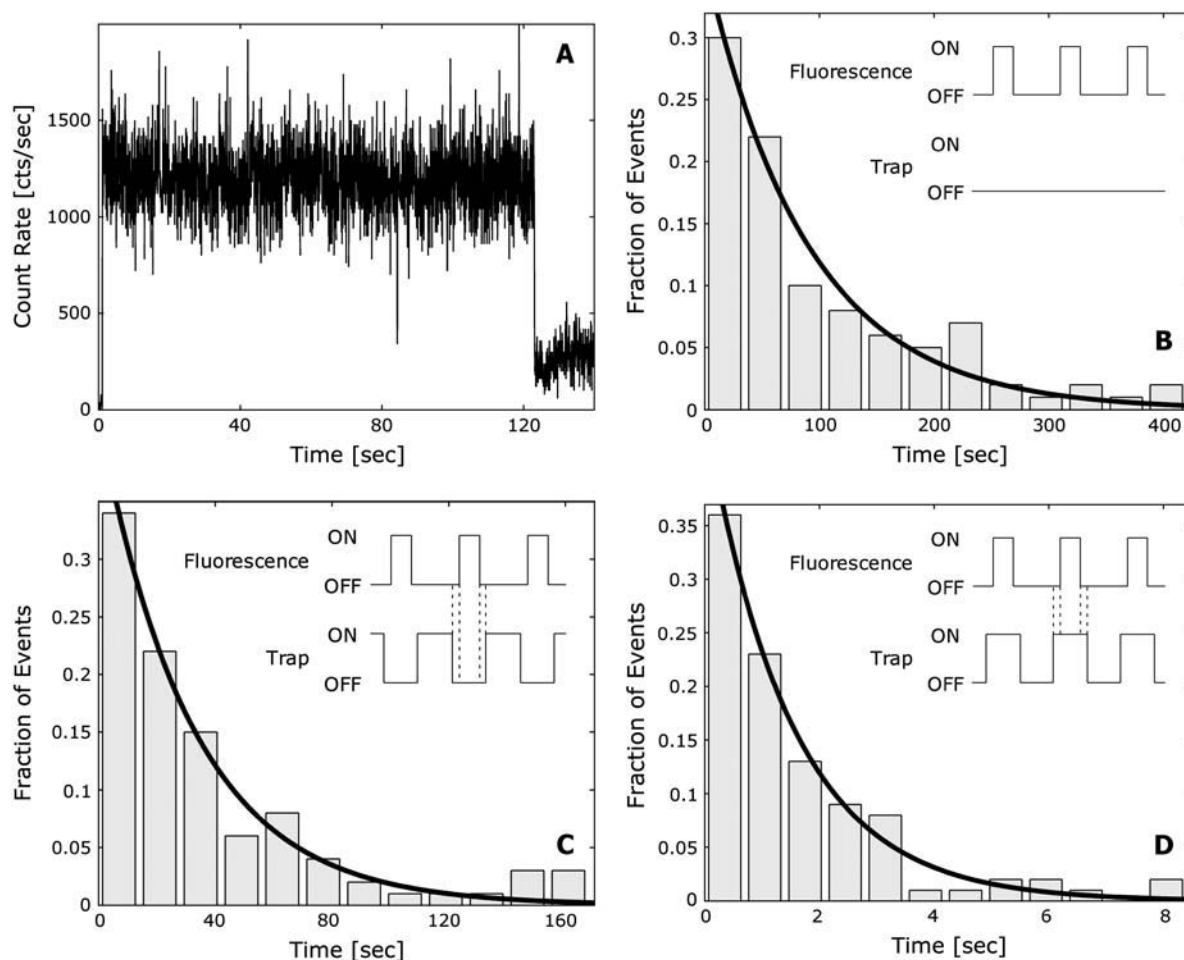 A
Count Rate [cts/sec]
1500
1000
500
0
0 40 80 120
Time [sec]
B
Fraction of Events
0.3
0.25
0.2
0.15
0.1
0.05
0
0 100 200 300 400
Time [sec]
Fluorescence
ON
OFF
Trap
ON
OFF
C
Fraction of Events
0.3
0.25
0.2
0.15
0.1
0.05
0
0 40 80 120 160
Time [sec]
Fluorescence
ON
OFF
Trap
ON
OFF
D
Fraction of Events
0.35
0.3
0.25
0.2
0.15
0.1
0.05
0
0 2 4 6 8
Time [sec]
Fluorescence
ON
OFF
Trap
ON
OFF